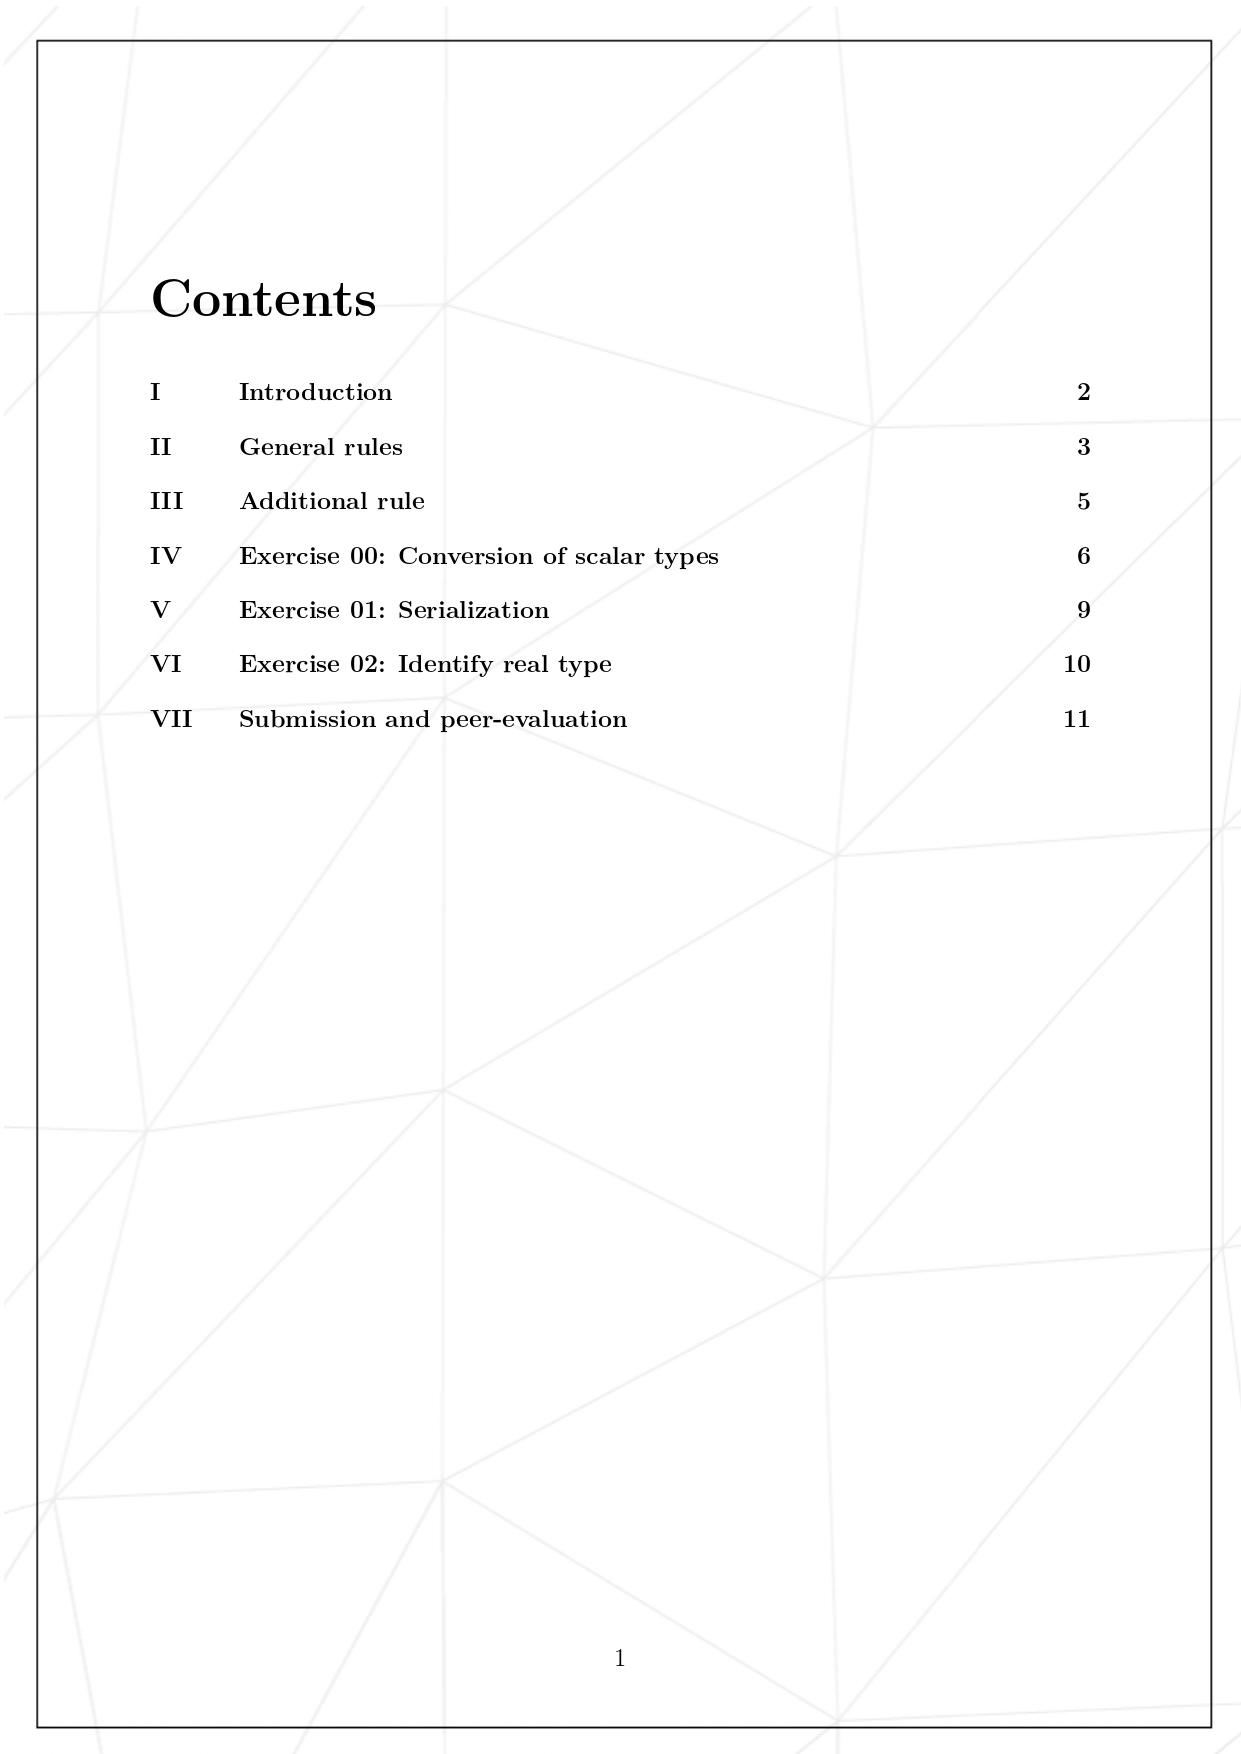 Contents
I Introduction 2
II General rules 3
III Additional rule 5
IV Exercise 00: Conversion of scalar types 6
V Exercise 01: Serialization 9
VI Exercise 02: Identify real type 10
VII Submission and peer-evaluation 11
1